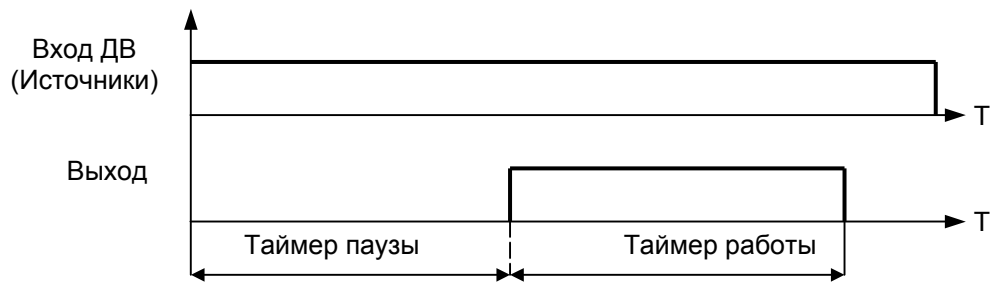 Вход ДВ
(Источники)
T
Выход
T
Таймер паузы
Таймер работы